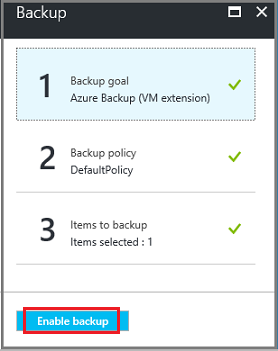 Backup
1
Backup goal
Azure Backup (VM extension)
2
Backup policy
DefaultPolicy
3
Items to backup
Items selected : 1
Enable backup